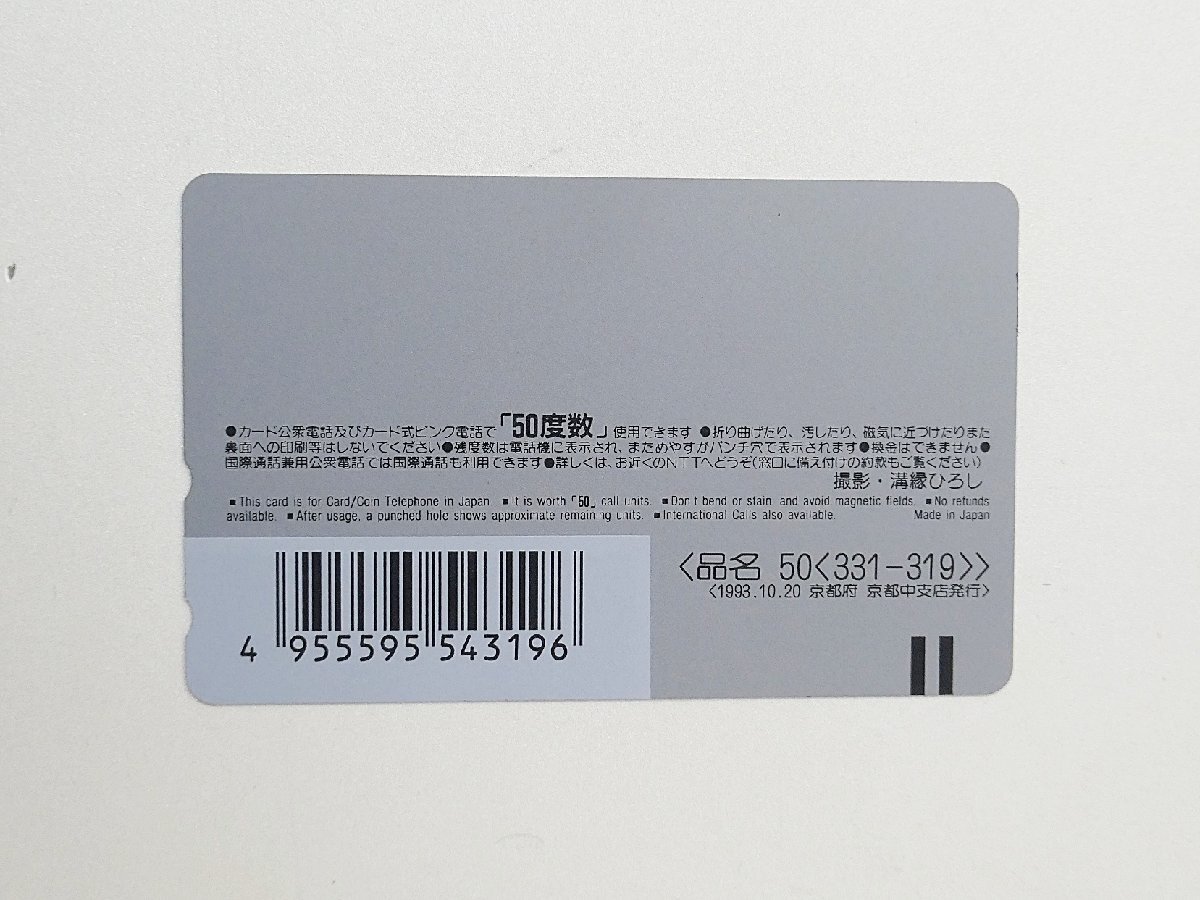 ●カード公衆電話及びカード式ピンク電話で「50度数」使用できます ●折り曲げたり、汚したり、磁気に近づけたりまた
裏面への印刷等はしないでください●残度数は電話機に表示され、まためやすがパンチ穴で表示されます●換金はできません●
国際通話兼用公衆電話では国際通話も利用できます●詳しくは、お近くのNTTへどうぞ(窓口に備え付けの約款もご覧ください)
撮影・溝縁ひろし
■This card is for Card/Coin Telephone in Japan. ■It is worth「50」call units. ■Don't bend or stain, and avoid magnetic fields. ■No refunds
available. ■After usage, a punched hole shows approximate remaining units. ■International Calls also available. Made in Japan
〈品名 50〈331-319〉〉
〈1993.10.20 京都府 京都中支店発行〉
4 955595 543196